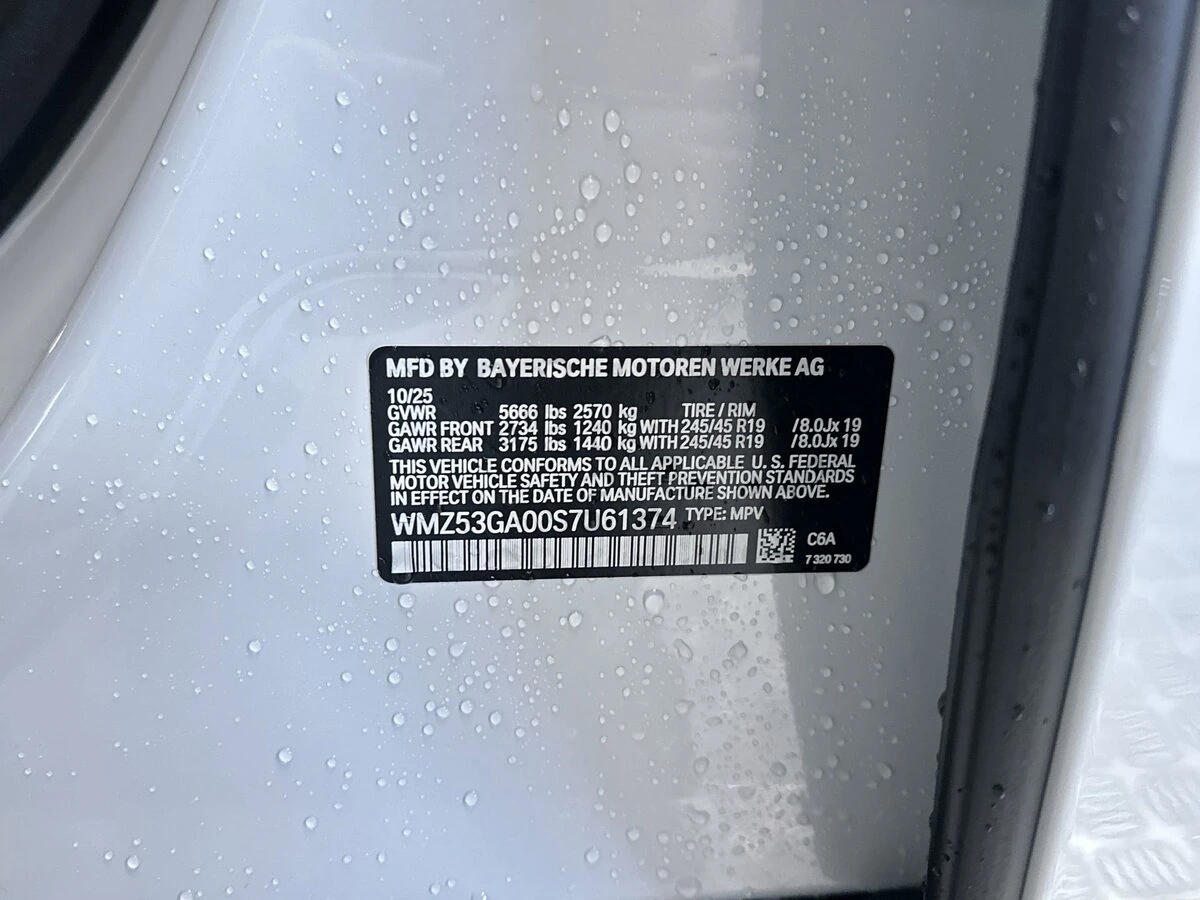 MFD BY BAYERISCHE MOTOREN WERKE AG
10/25
GVWR 5666 lbs 2570 kg TIRE / RIM
GAWR FRONT 2734 lbs 1240 kg WITH 245/45 R19 /8.0Jx 19
GAWR REAR 3175 lbs 1440 kg WITH 245/45 R19 /8.0Jx 19
THIS VEHICLE CONFORMS TO ALL APPLICABLE U. S. FEDERAL
MOTOR VEHICLE SAFETY AND THEFT PREVENTION STANDARDS
IN EFFECT ON THE DATE OF MANUFACTURE SHOWN ABOVE.
WMZ53GA00S7U61374 TYPE: MPV
C6A
7 320 730